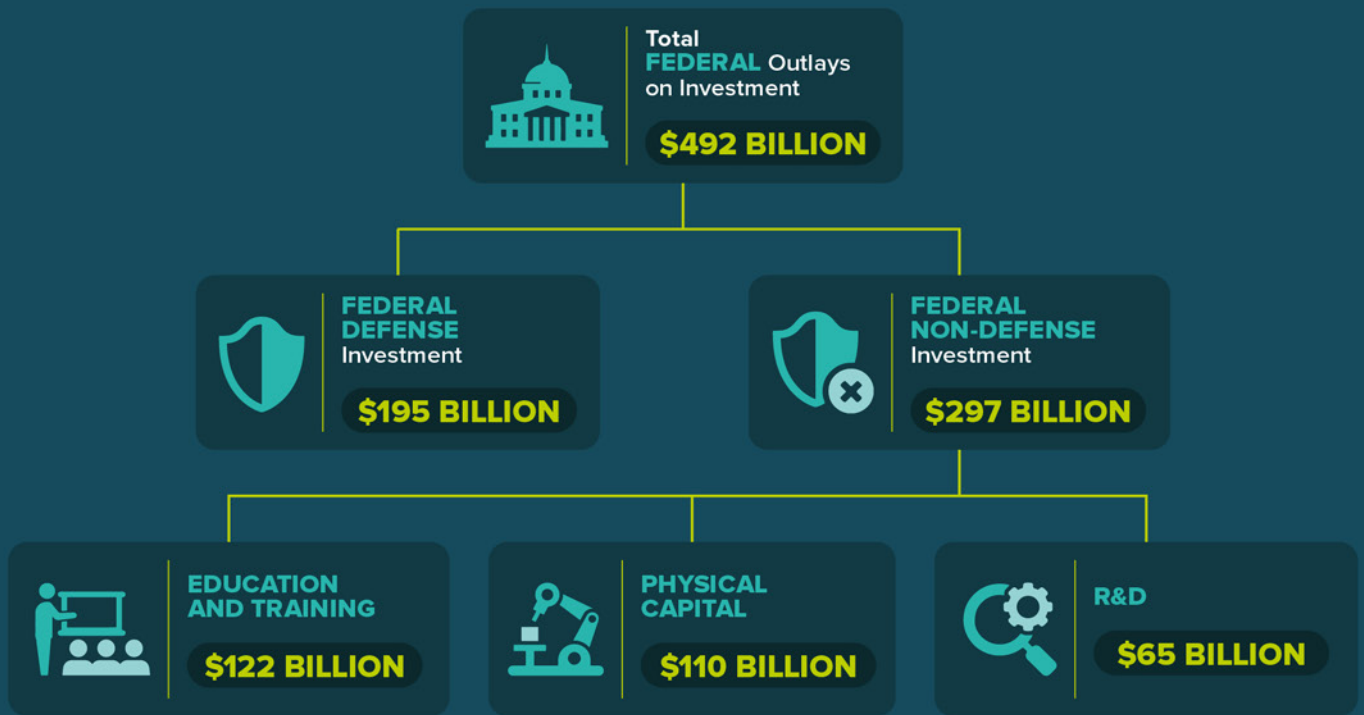 Total
FEDERAL Outlays
on Investment
$492 BILLION
FEDERAL
DEFENSE
Investment
$195 BILLION
FEDERAL
NON-DEFENSE
Investment
$297 BILLION
EDUCATION
AND TRAINING
$122 BILLION
PHYSICAL
CAPITAL
$110 BILLION
R&D
$65 BILLION